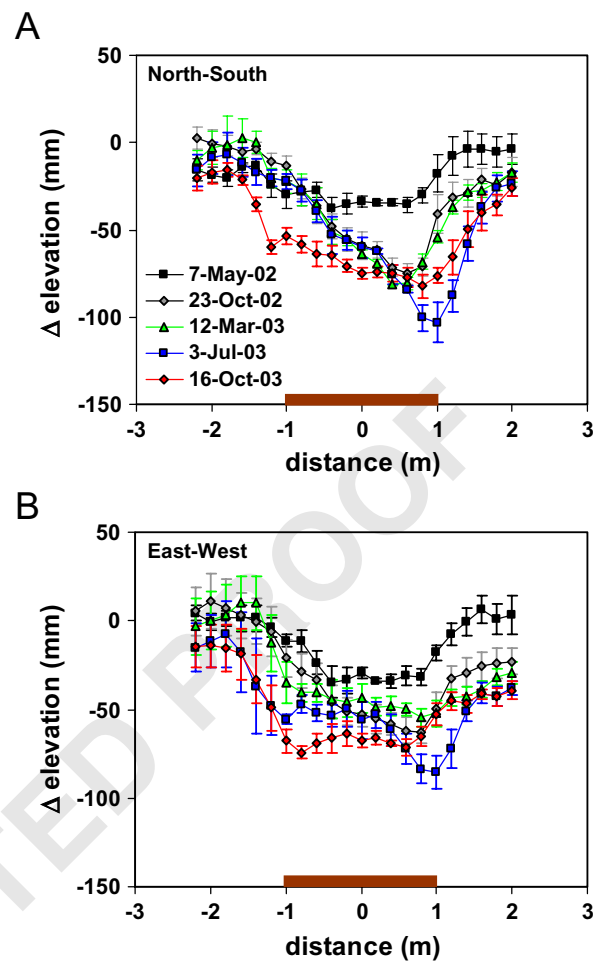 A
50
0
-50
-100
-150
Δ elevation (mm)
North-South
7-May-02
23-Oct-02
12-Mar-03
3-Jul-03
16-Oct-03
-3 -2 -1 0 1 2 3
distance (m)
B
50
0
-50
-100
-150
Δ elevation (mm)
East-West
-3 -2 -1 0 1 2 3
distance (m)
TED PROOF